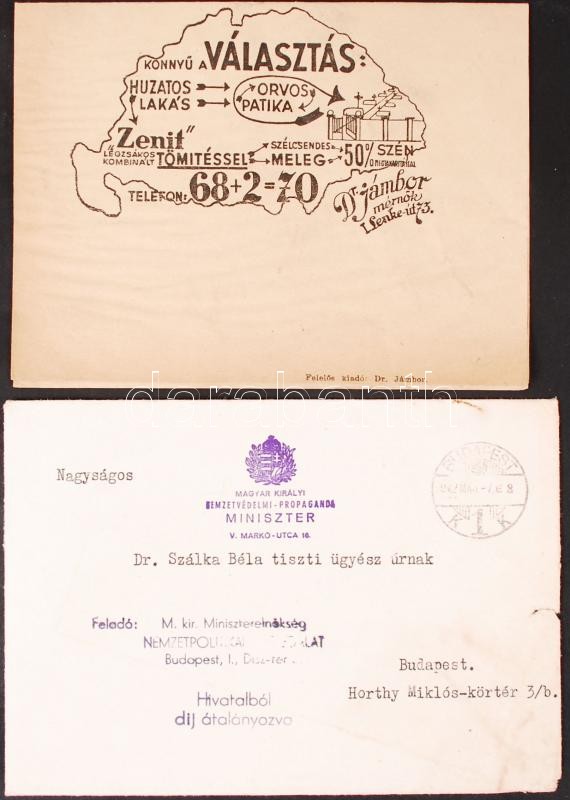 KÖNNYŰ A VÁLASZTÁS:
HUZATOS LAKÁS
ORVOS PATIKA
"Zenit"
LÉGZSÁKOS KOMBINÁLT TÖMITÉSSEL
SZÉLCSENDES MELEG
50% SZÉN
TELEFON: 68+2=70
Dr. Jámbor
mérnök
I. Lenke-út 73.
Felelős kiadó: Dr. Jámbor.
darabanth
Nagyságos
MAGYAR KIRÁLYI
NEMZETVÉDELMI-PROPAGANDA
MINISZTER
V. MARKÓ-UTCA 16.
BUDAPEST
Dr. Szálka Béla tiszti ügyész úrnak
Feladó: M. kir. Miniszterelnökség
Budapest, I.,
Hivatalból
díj átalányozva
Budapest.
Horthy Miklós-körtér 3/b.